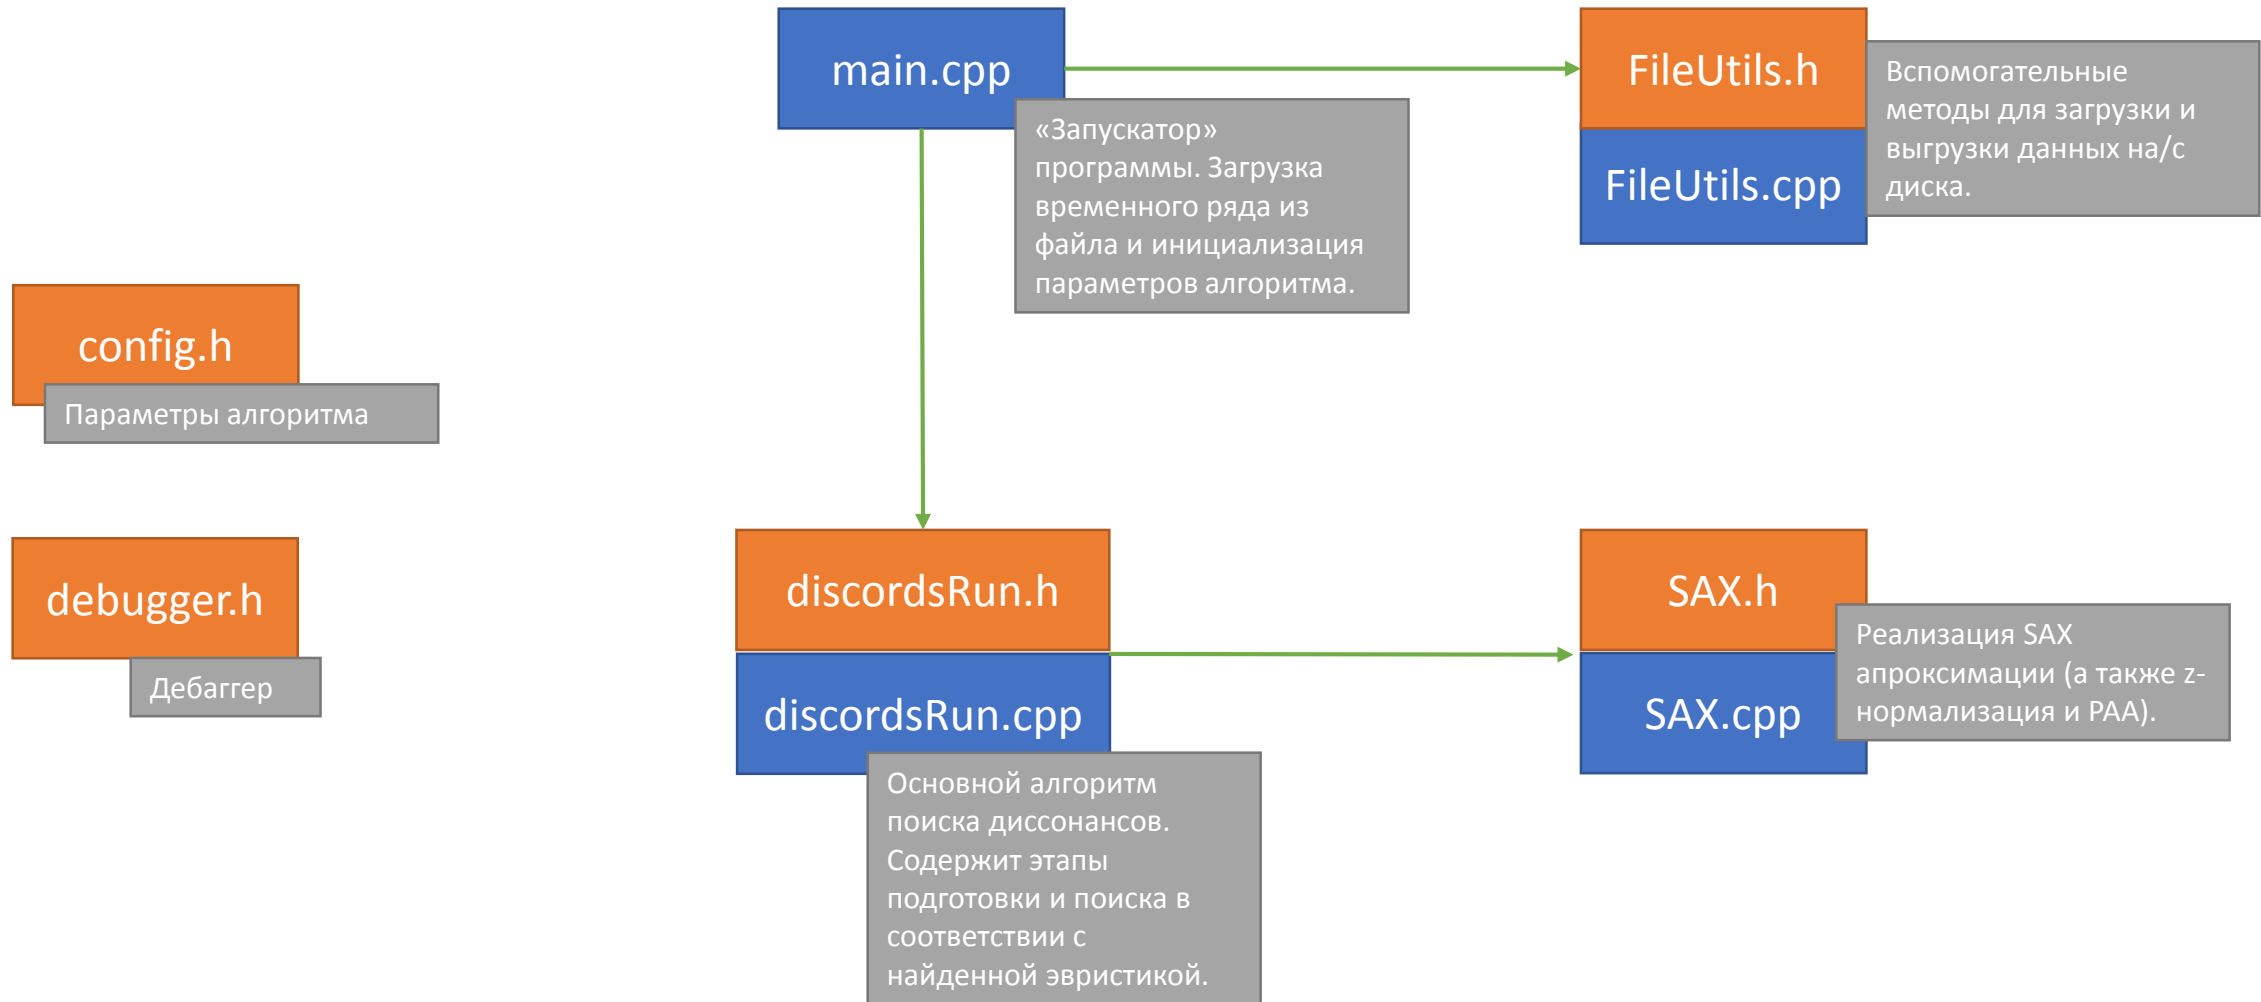 main.cpp
«Запускатор»
программы. Загрузка
временного ряда из
файла и инициализация
параметров алгоритма.
FileUtils.h
FileUtils.cpp
Вспомогательные
методы для загрузки и
выгрузки данных на/с
диска.
config.h
Параметры алгоритма
debugger.h
Дебаггер
discordsRun.h
discordsRun.cpp
Основной алгоритм
поиска диссонансов.
Содержит этапы
подготовки и поиска в
соответствии с
найденной эвристикой.
SAX.h
SAX.cpp
Реализация SAX
апроксимации (а также z-
нормализация и PAA).